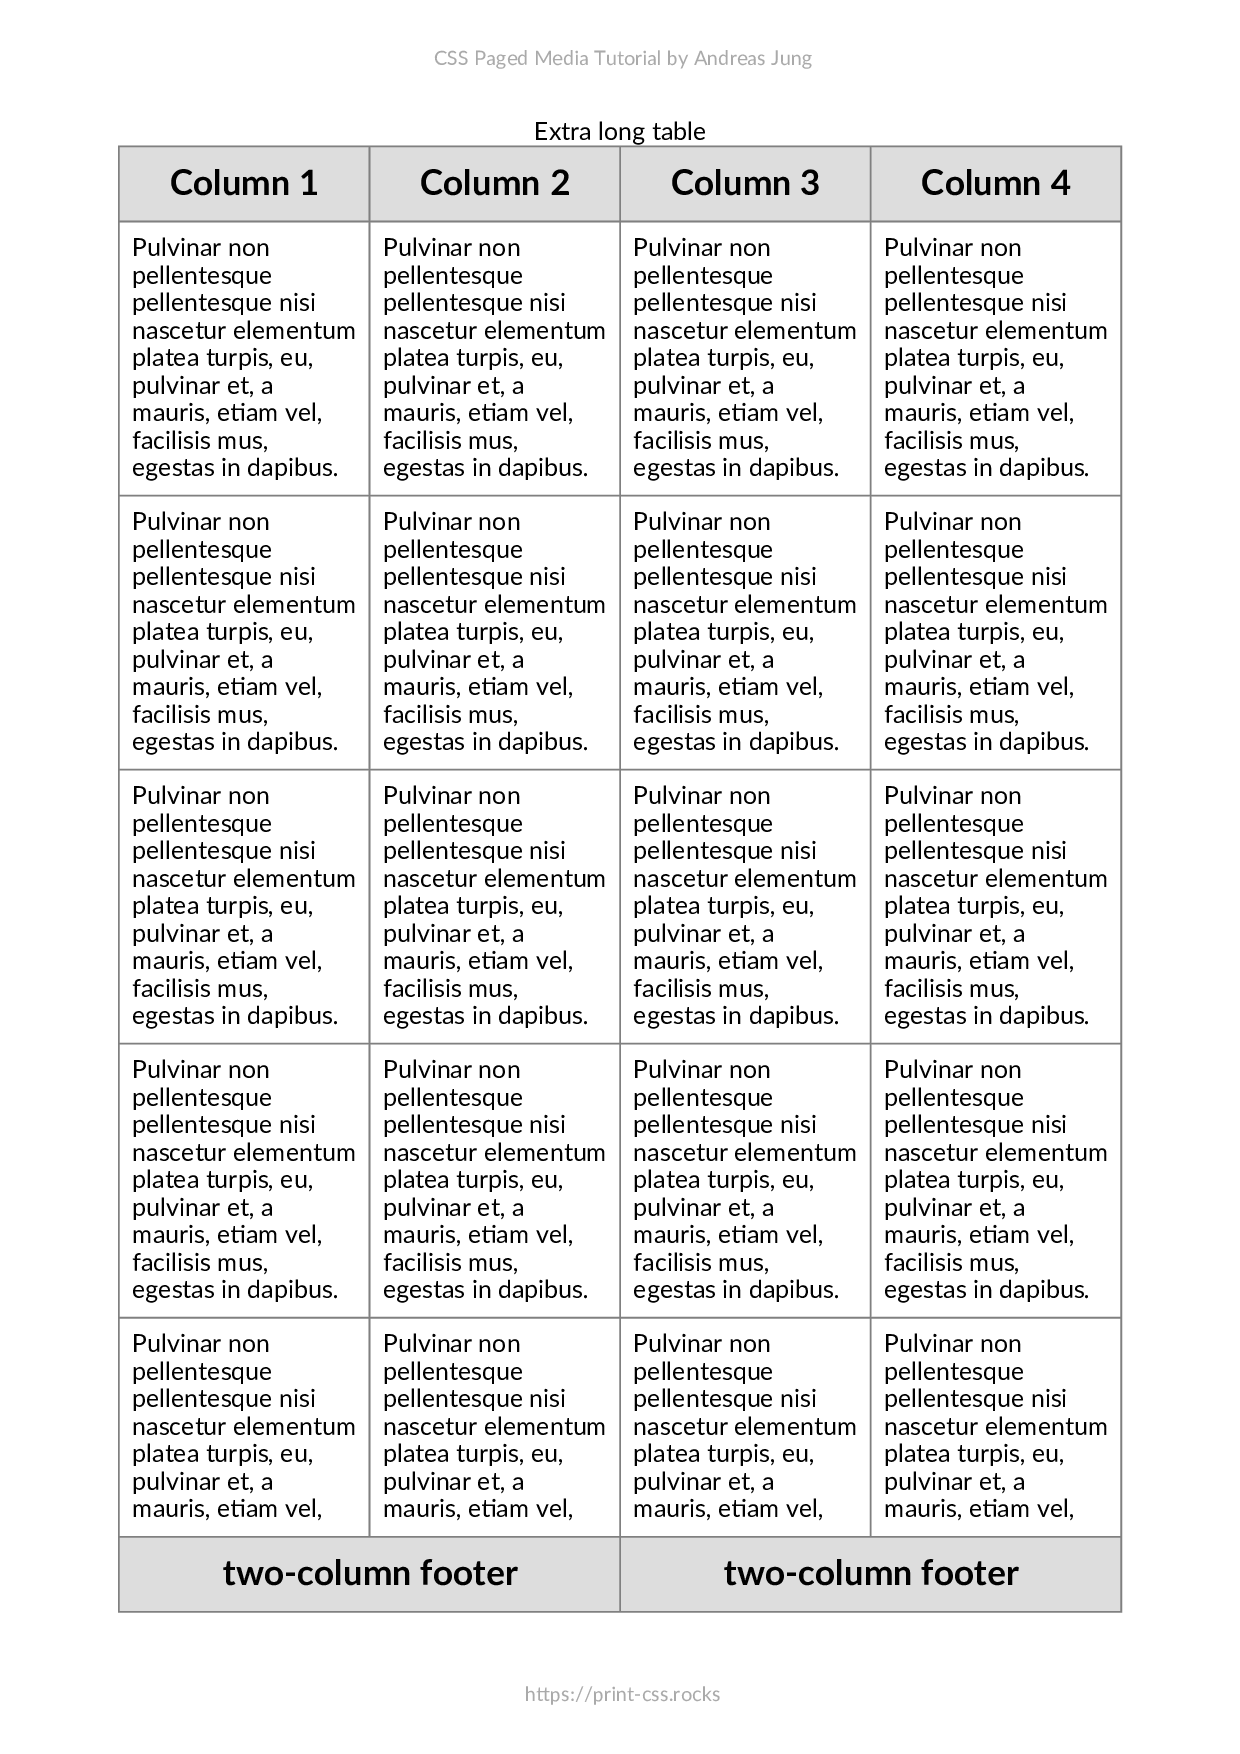 CSS Paged Media Tutorial by Andreas Jung
Extra long table
Column 1 Column 2 Column 3 Column 4
Pulvinar non Pulvinar non Pulvinar non Pulvinar non
pellentesque pellentesque pellentesque pellentesque
pellentesque nisi pellentesque nisi pellentesque nisi pellentesque nisi
nascetur elementum nascetur elementum nascetur elementum nascetur elementum
platea turpis, eu, platea turpis, eu, platea turpis, eu, platea turpis, eu,
pulvinar et, a pulvinar et, a pulvinar et, a pulvinar et, a
mauris, etiam vel, mauris, etiam vel, mauris, etiam vel, mauris, etiam vel,
facilisis mus, facilisis mus, facilisis mus, facilisis mus,
egestas in dapibus. egestas in dapibus. egestas in dapibus. egestas in dapibus.
Pulvinar non Pulvinar non Pulvinar non Pulvinar non
pellentesque pellentesque pellentesque pellentesque
pellentesque nisi pellentesque nisi pellentesque nisi pellentesque nisi
nascetur elementum nascetur elementum nascetur elementum nascetur elementum
platea turpis, eu, platea turpis, eu, platea turpis, eu, platea turpis, eu,
pulvinar et, a pulvinar et, a pulvinar et, a pulvinar et, a
mauris, etiam vel, mauris, etiam vel, mauris, etiam vel, mauris, etiam vel,
facilisis mus, facilisis mus, facilisis mus, facilisis mus,
egestas in dapibus. egestas in dapibus. egestas in dapibus. egestas in dapibus.
Pulvinar non Pulvinar non Pulvinar non Pulvinar non
pellentesque pellentesque pellentesque pellentesque
pellentesque nisi pellentesque nisi pellentesque nisi pellentesque nisi
nascetur elementum nascetur elementum nascetur elementum nascetur elementum
platea turpis, eu, platea turpis, eu, platea turpis, eu, platea turpis, eu,
pulvinar et, a pulvinar et, a pulvinar et, a pulvinar et, a
mauris, etiam vel, mauris, etiam vel, mauris, etiam vel, mauris, etiam vel,
facilisis mus, facilisis mus, facilisis mus, facilisis mus,
egestas in dapibus. egestas in dapibus. egestas in dapibus. egestas in dapibus.
Pulvinar non Pulvinar non Pulvinar non Pulvinar non
pellentesque pellentesque pellentesque pellentesque
pellentesque nisi pellentesque nisi pellentesque nisi pellentesque nisi
nascetur elementum nascetur elementum nascetur elementum nascetur elementum
platea turpis, eu, platea turpis, eu, platea turpis, eu, platea turpis, eu,
pulvinar et, a pulvinar et, a pulvinar et, a pulvinar et, a
mauris, etiam vel, mauris, etiam vel, mauris, etiam vel, mauris, etiam vel,
facilisis mus, facilisis mus, facilisis mus, facilisis mus,
egestas in dapibus. egestas in dapibus. egestas in dapibus. egestas in dapibus.
Pulvinar non Pulvinar non Pulvinar non Pulvinar non
pellentesque pellentesque pellentesque pellentesque
pellentesque nisi pellentesque nisi pellentesque nisi pellentesque nisi
nascetur elementum nascetur elementum nascetur elementum nascetur elementum
platea turpis, eu, platea turpis, eu, platea turpis, eu, platea turpis, eu,
pulvinar et, a pulvinar et, a pulvinar et, a pulvinar et, a
mauris, etiam vel, mauris, etiam vel, mauris, etiam vel, mauris, etiam vel,
two-column footer two-column footer
https://print-css.rocks